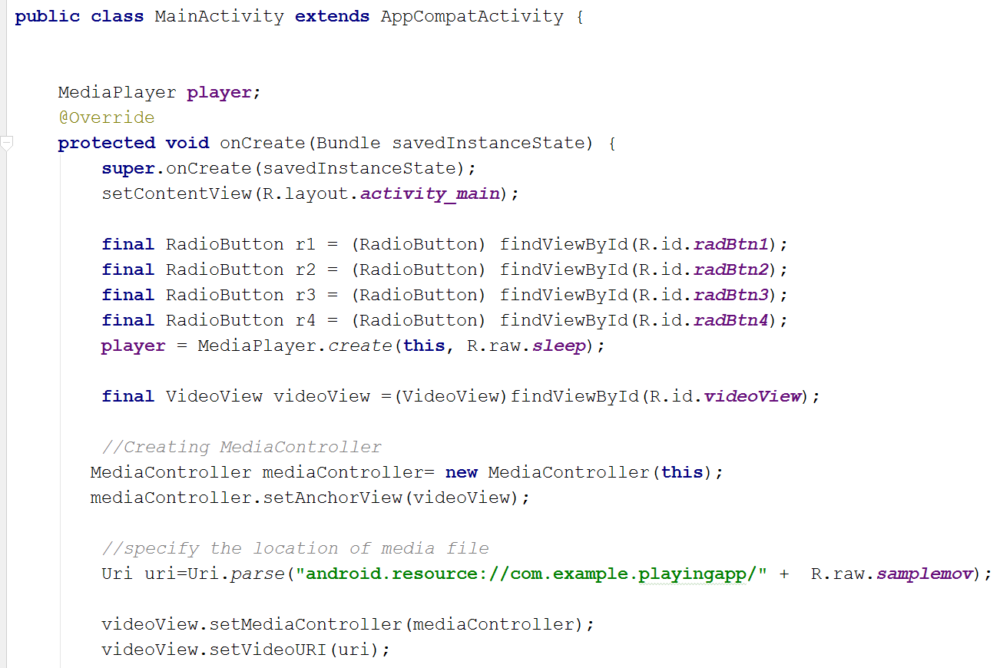 public class MainActivity extends AppCompatActivity {
MediaPlayer player;
@Override
protected void onCreate(Bundle savedInstanceState) {
super.onCreate(savedInstanceState);
setContentView(R.layout.activity_main);
final RadioButton r1 = (RadioButton) findViewById(R.id.radBtn1);
final RadioButton r2 = (RadioButton) findViewById(R.id.radBtn2);
final RadioButton r3 = (RadioButton) findViewById(R.id.radBtn3);
final RadioButton r4 = (RadioButton) findViewById(R.id.radBtn4);
player = MediaPlayer.create(this, R.raw.sleep);
final VideoView videoView =(VideoView)findViewById(R.id.videoView);
//Creating MediaController
MediaController mediaController= new MediaController(this);
mediaController.setAnchorView(videoView);
//specify the location of media file
Uri uri=Uri.parse("android.resource://com.example.playingapp/" +  R.raw.samplemov);
videoView.setMediaController(mediaController);
videoView.setVideoURI(uri);